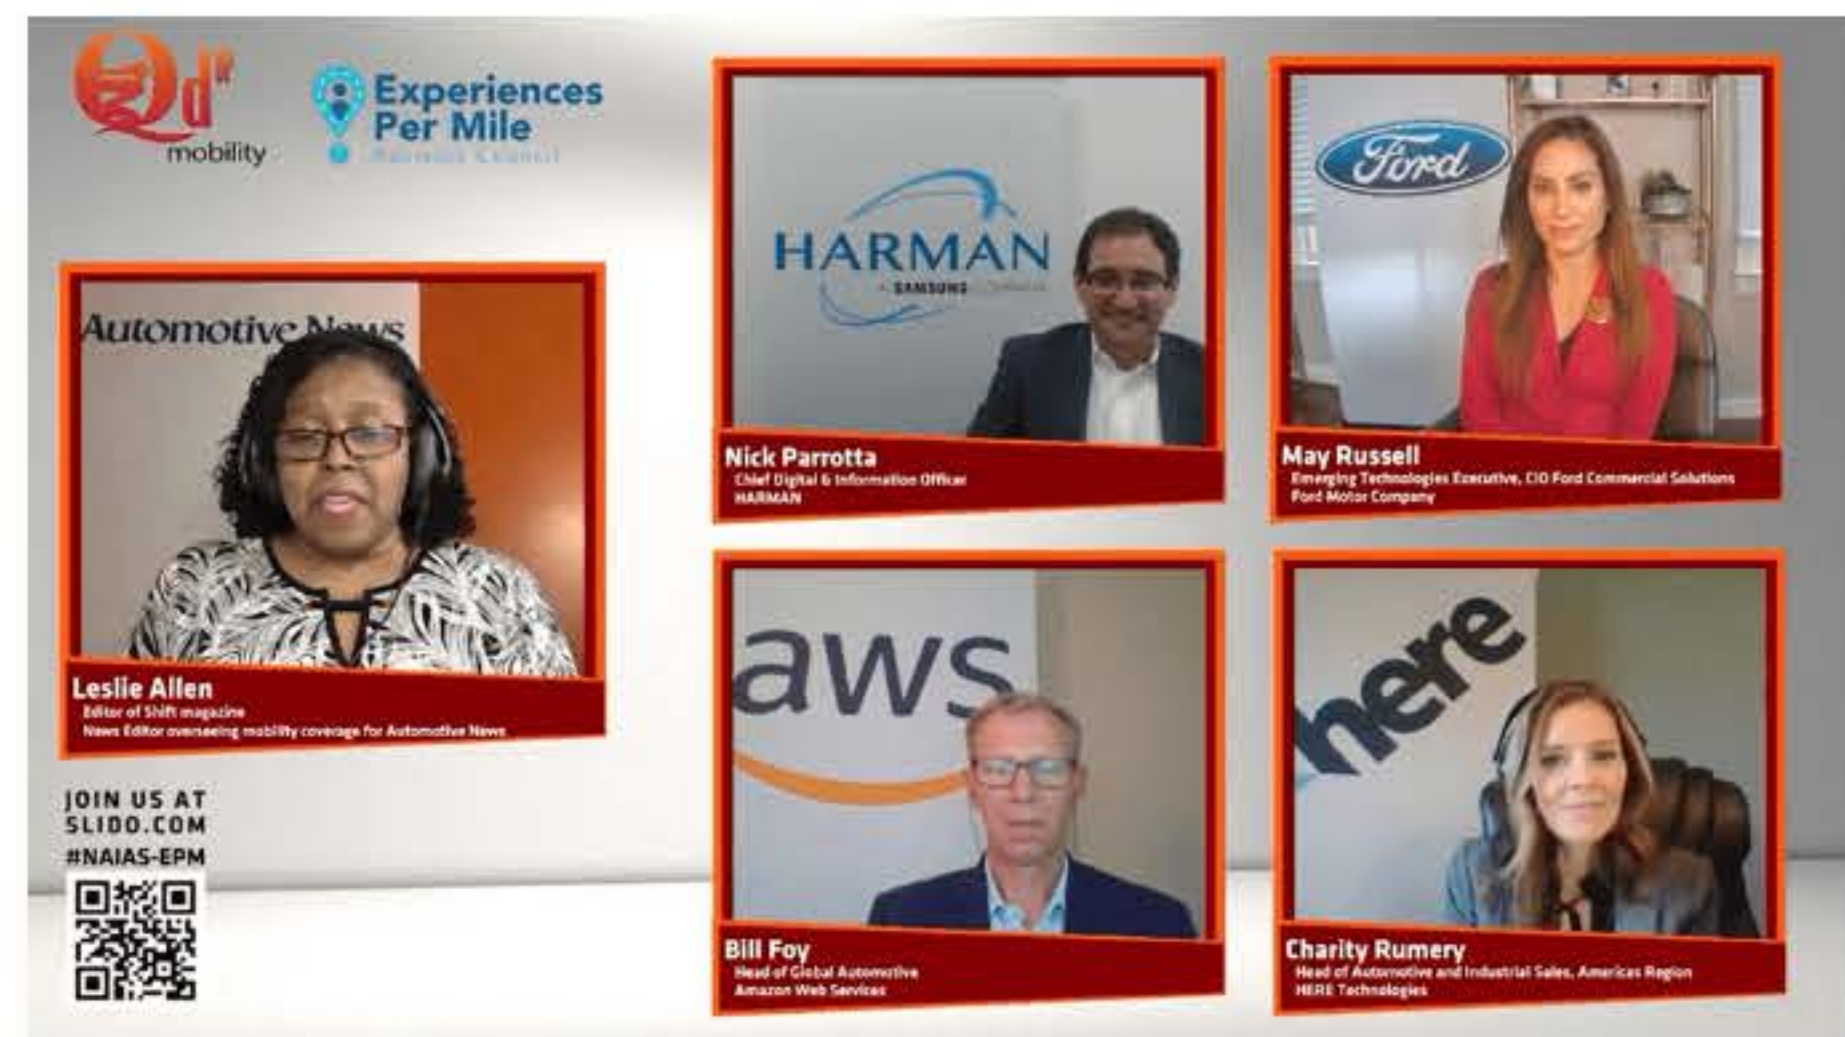 d
mobility
Experiences
Per Mile
Automotive News
Leslie Allen
Editor of Shift magazine
News Editor overseeing mobility coverage for Automotive News
JOIN US AT
SLIDO.COM
#NAIAS-EPM
HARMAN
SAMSUNG
Nick Parrotta
Chief Digital & Information Officer
HARMAN
Ford
May Russell
Emerging Technologies Executive, CIO Ford Commercial Solutions
Ford Motor Company
aws
Bill Foy
Head of Global Automotive
Amazon Web Services
here
Charity Rumery
Head of Automotive and Industrial Sales, Americas Region
HERE Technologies